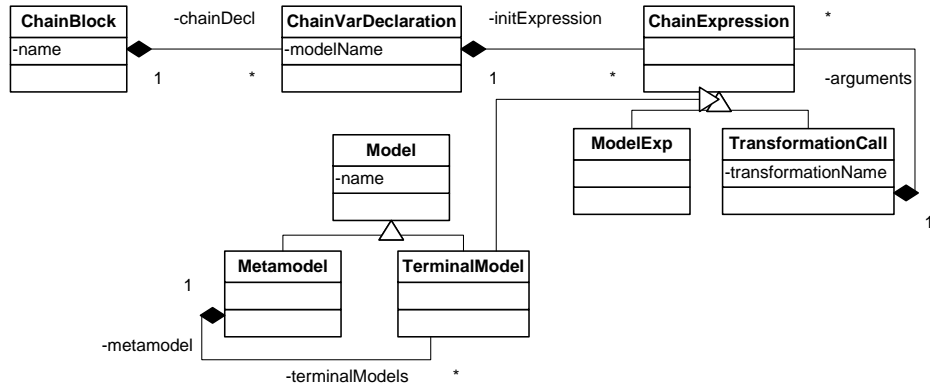 ChainBlock
-name
-chainDecl
1
*
ChainVarDeclaration
-modelName
-initExpression
1
*
ChainExpression
*
-arguments
1
ModelExp
TransformationCall
-transformationName
Model
-name
Metamodel
TerminalModel
1
-metamodel
-terminalModels
*